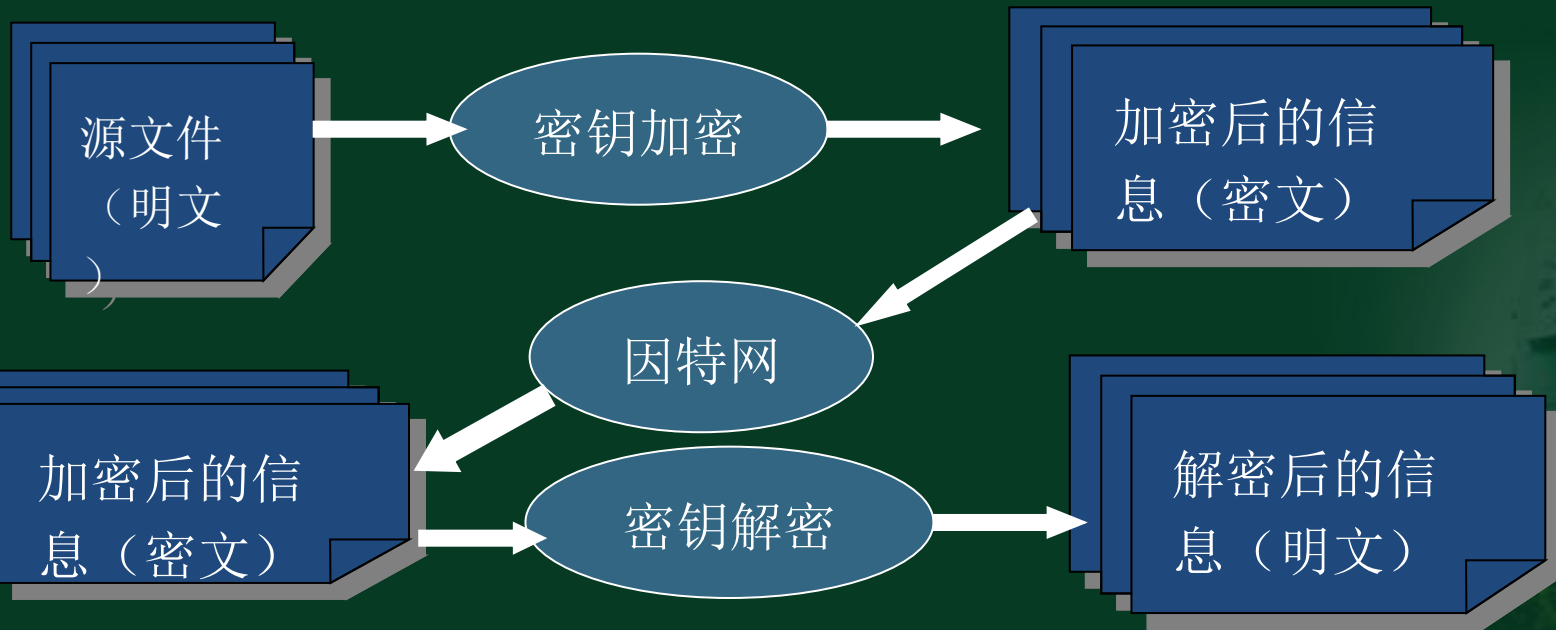 源文件
（明文
）
密钥加密
加密后的信
息（密文）
因特网
加密后的信
息（密文）
密钥解密
解密后的信
息（明文）